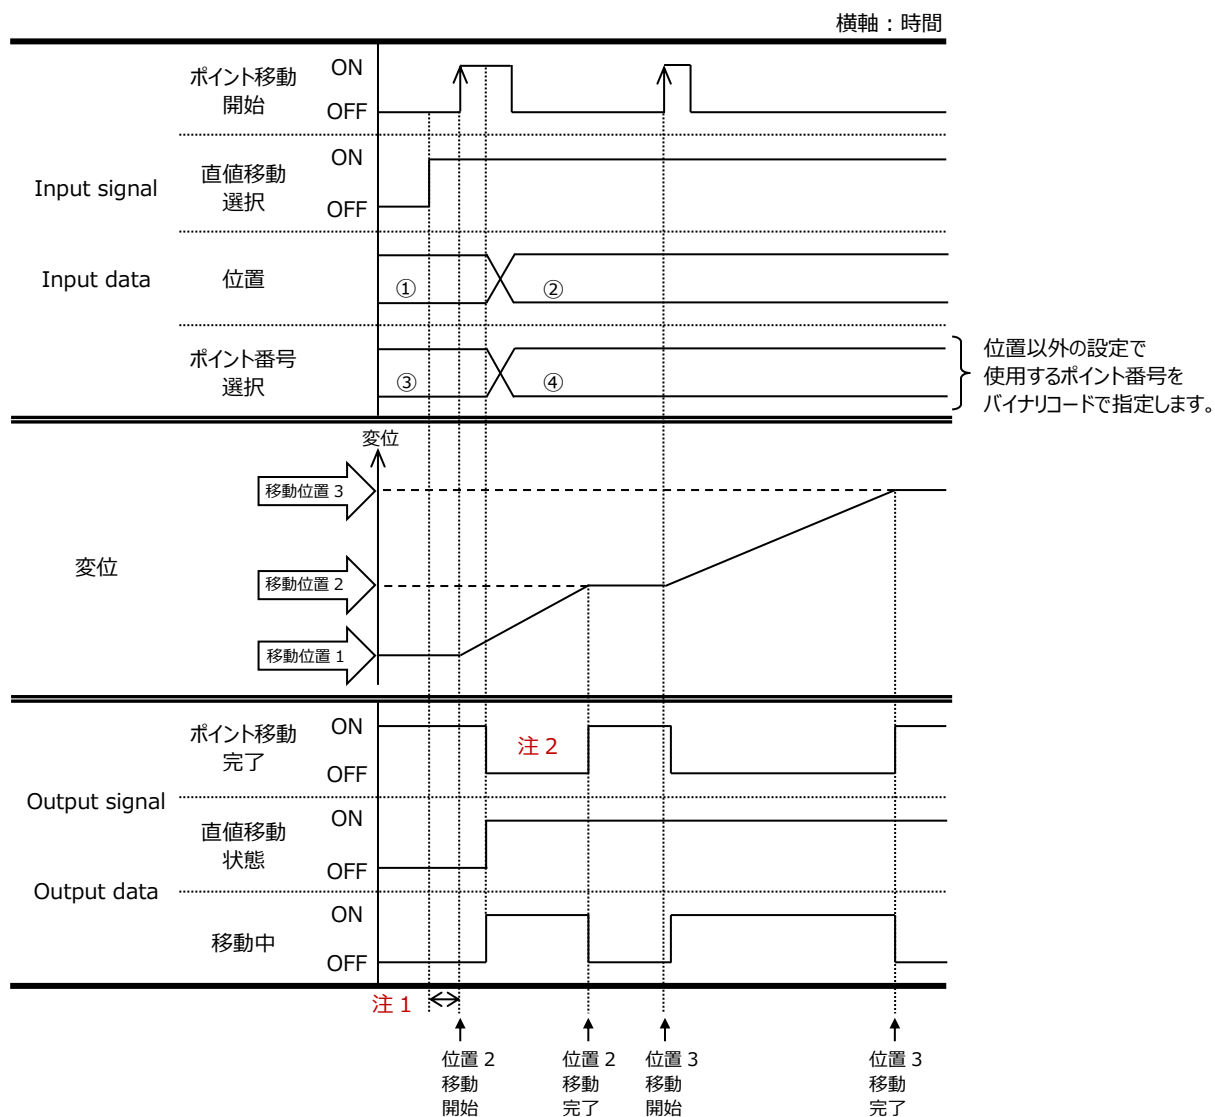 横軸：時間
ポイント移動
開始
ON
OFF
Input signal
直値移動
選択
ON
OFF
Input data
位置
①
②
ポイント番号
選択
③
④
位置以外の設定で
使用するポイント番号を
バイナリコードで指定します。
変位
変位
移動位置 3
移動位置 2
移動位置 1
ポイント移動
完了
ON
OFF
注 2
Output signal
直値移動
状態
ON
OFF
Output data
移動中
ON
OFF
注 1
位置 2
移動
開始
位置 2
移動
完了
位置 3
移動
開始
位置 3
移動
完了